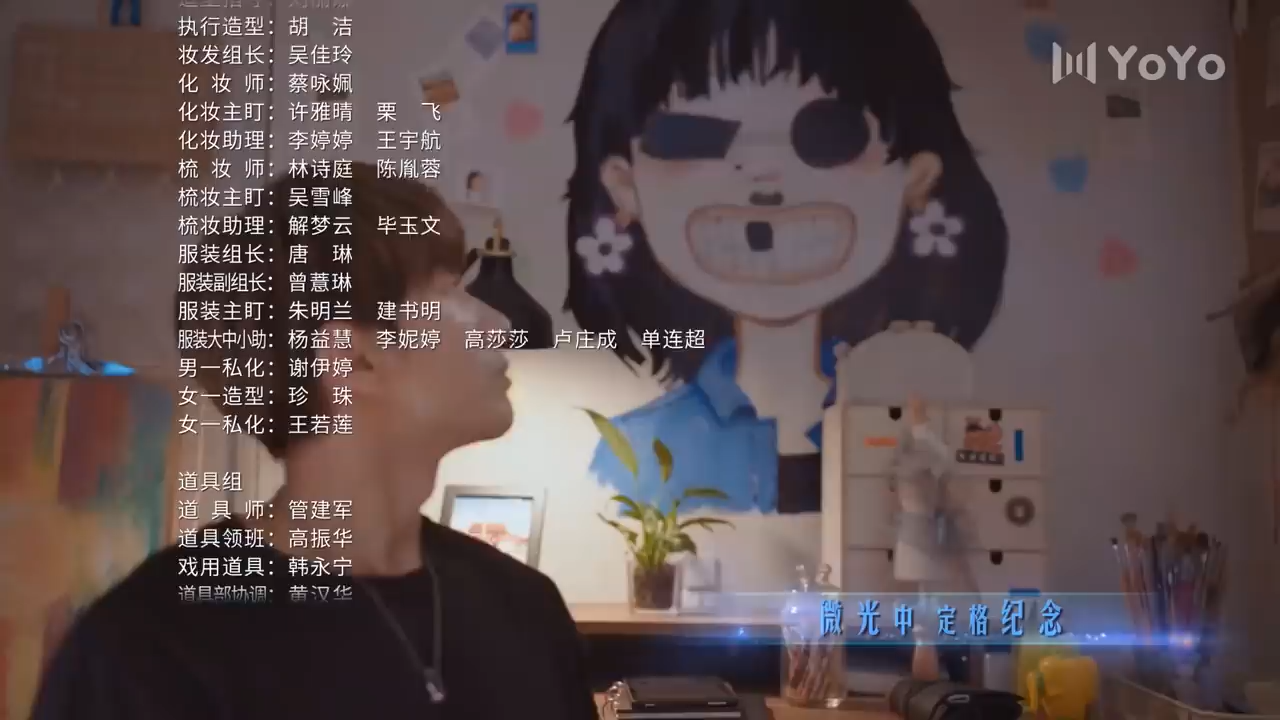 执行造型：胡　洁
妆发组长：吴佳玲
化 妆 师：蔡咏姵
化妆主盯：许雅晴　栗　飞
化妆助理：李婷婷　王宇航
梳 妆 师：林诗庭　陈胤蓉
梳妆主盯：吴雪峰
梳妆助理：解梦云　毕玉文
服装组长：唐　琳
服装副组长：曾薏琳
服装主盯：朱明兰　建书明
服装大中小助：杨益慧　李妮婷　高莎莎　卢庄成　单连超
男一私化：谢伊婷
女一造型：珍　珠
女一私化：王若莲
道具组
道 具 师：管建军
道具领班：高振华
戏用道具：韩永宁
道具部协调：黄汉华
YoYo
微光中 定格纪念